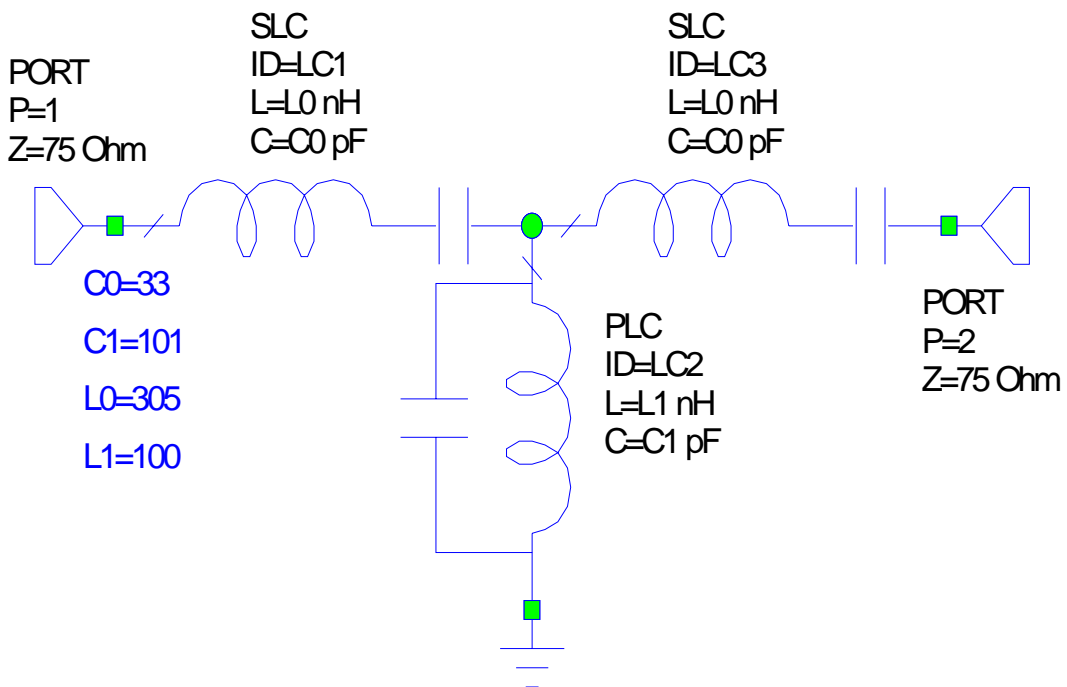 PORT
P=1
Z=75 Ohm
SLC
ID=LC1
L=L0 nH
C=C0 pF
SLC
ID=LC3
L=L0 nH
C=C0 pF
C0=33
C1=101
L0=305
L1=100
PLC
ID=LC2
L=L1 nH
C=C1 pF
PORT
P=2
Z=75 Ohm